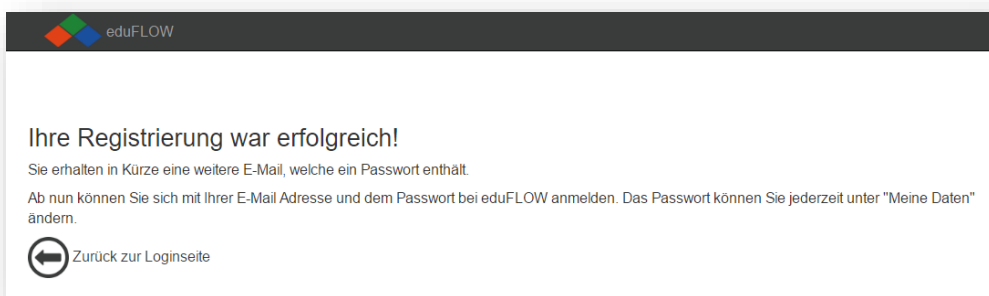 eduFLOW
Ihre Registrierung war erfolgreich!
Sie erhalten in Kürze eine weitere E-Mail, welche ein Passwort enthält.
Ab nun können Sie sich mit Ihrer E-Mail Adresse und dem Passwort bei eduFLOW anmelden. Das Passwort können Sie jederzeit unter "Meine Daten"
ändern.
Zurück zur Loginseite